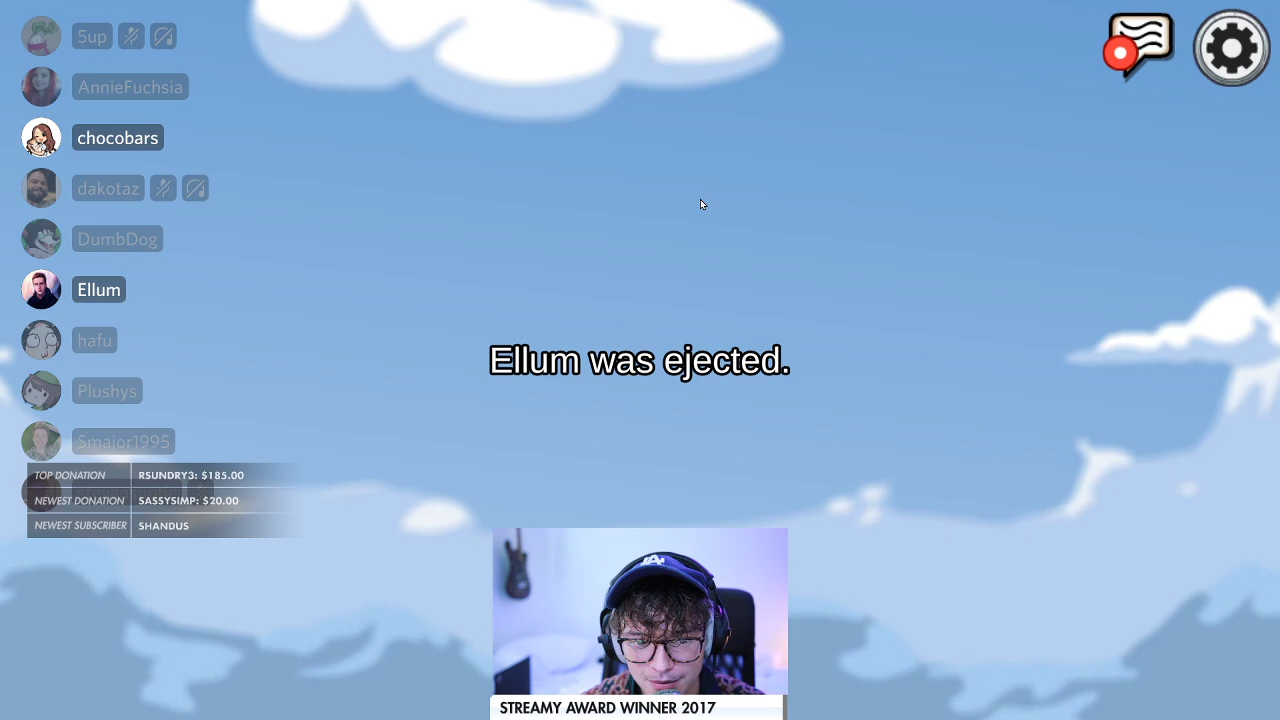 5up
AnnieFuchsia
chocobars
dakotaz
DumbDog
Ellum
hafu
Plushys
Smajor1995
Ellum was ejected.
TOP DONATION RSUNDRY3: $185.00
NEWEST DONATION SASSYSIMP: $20.00
NEWEST SUBSCRIBER SHANDUS
STREAMY AWARD WINNER 2017